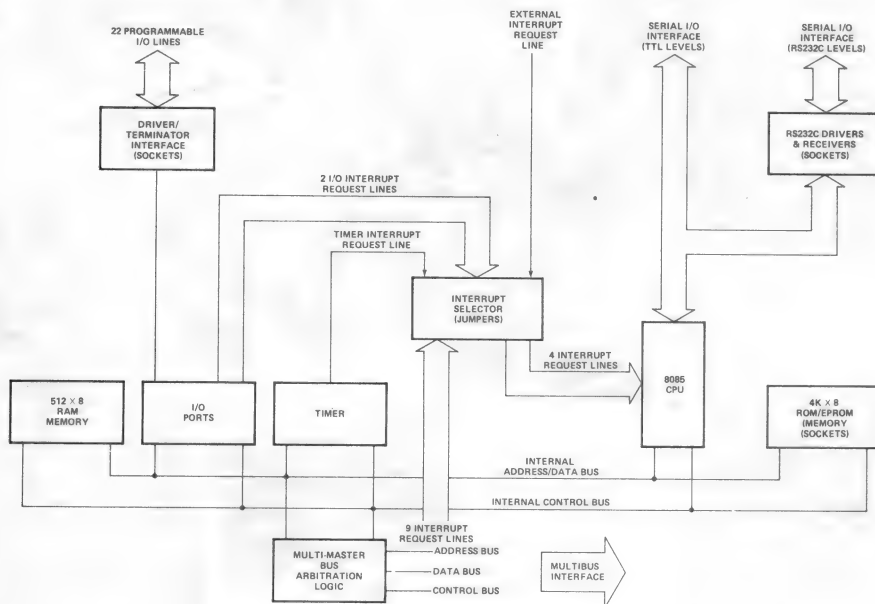 22 PROGRAMMABLE
I/O LINES
EXTERNAL
INTERRUPT
REQUEST
LINE
SERIAL I/O
INTERFACE
(TTL LEVELS)
SERIAL I/O
INTERFACE
(RS232C LEVELS)
DRIVER/
TERMINATOR
INTERFACE
(SOCKETS)
RS232C DRIVERS
& RECEIVERS
(SOCKETS)
2 I/O INTERRUPT
REQUEST LINES
TIMER INTERRUPT
REQUEST LINE
INTERRUPT
SELECTOR
(JUMPERS)
4 INTERRUPT
REQUEST LINES
8085
CPU
512 × 8
RAM
MEMORY
I/O
PORTS
TIMER
4K × 8
ROM/EPROM
(MEMORY
(SOCKETS)
INTERNAL
ADDRESS/DATA BUS
INTERNAL CONTROL BUS
9 INTERRUPT
REQUEST LINES
MULTI-MASTER
BUS
ARBITRATION
LOGIC
ADDRESS BUS
DATA BUS
CONTROL BUS
MULTIBUS
INTERFACE